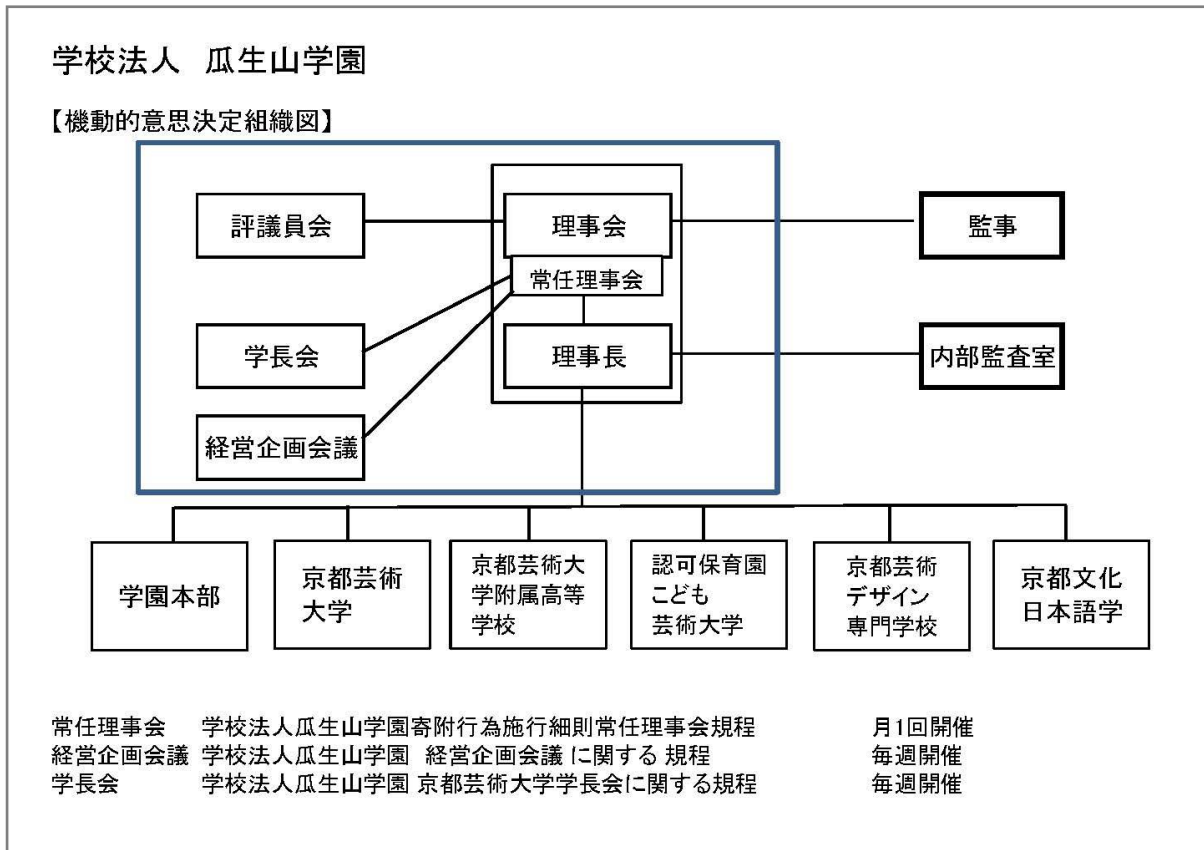 学校法人　瓜生山学園
【機動的意思決定組織図】
評議員会
理事会
監事
常任理事会
学長会
理事長
内部監査室
経営企画会議
学園本部
京都芸術
大学
京都芸術大
学附属高等
学校
認可保育園
こども
芸術大学
京都芸術
デザイン
専門学校
京都文化
日本語学
常任理事会　学校法人瓜生山学園寄附行為施行細則常任理事会規程　月1回開催
経営企画会議　学校法人瓜生山学園　経営企画会議 に関する 規程　毎週開催
学長会　学校法人瓜生山学園 京都芸術大学学長会に関する規程　毎週開催